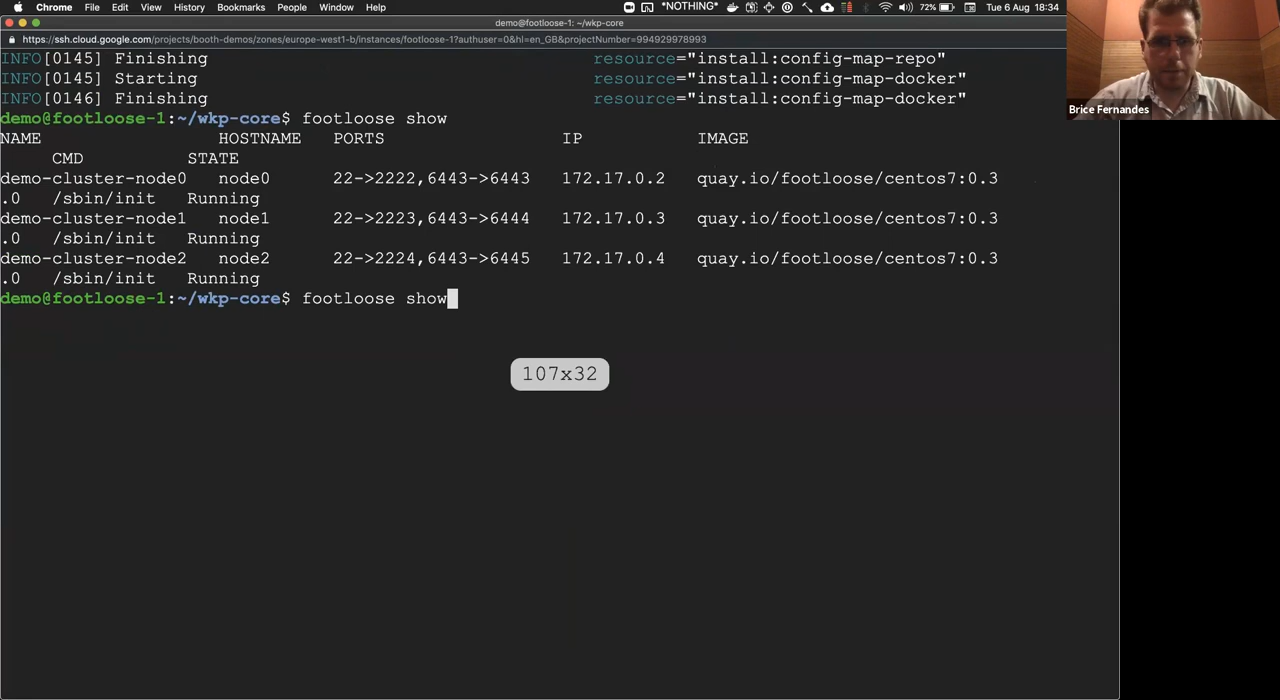 Chrome File Edit View History Bookmarks People Window Help *NOTHING* 72% Tue 6 Aug 18:34
demo@footloose-1: ~/wkp-core
https://ssh.cloud.google.com/projects/booth-demos/zones/europe-west1-b/instances/footloose-1?authuser=0&hl=en_GB&projectNumber=994929978993
INFO[0145] Finishing resource="install:config-map-repo"
INFO[0145] Starting resource="install:config-map-docker"
INFO[0146] Finishing resource="install:config-map-docker"
Brice Fernandes
demo@footloose-1:~/wkp-core$ footloose show
NAME HOSTNAME PORTS IP IMAGE
CMD STATE
demo-cluster-node0 node0 22->2222,6443->6443 172.17.0.2 quay.io/footloose/centos7:0.3
.0 /sbin/init Running
demo-cluster-node1 node1 22->2223,6443->6444 172.17.0.3 quay.io/footloose/centos7:0.3
.0 /sbin/init Running
demo-cluster-node2 node2 22->2224,6443->6445 172.17.0.4 quay.io/footloose/centos7:0.3
.0 /sbin/init Running
demo@footloose-1:~/wkp-core$ footloose show
107x32